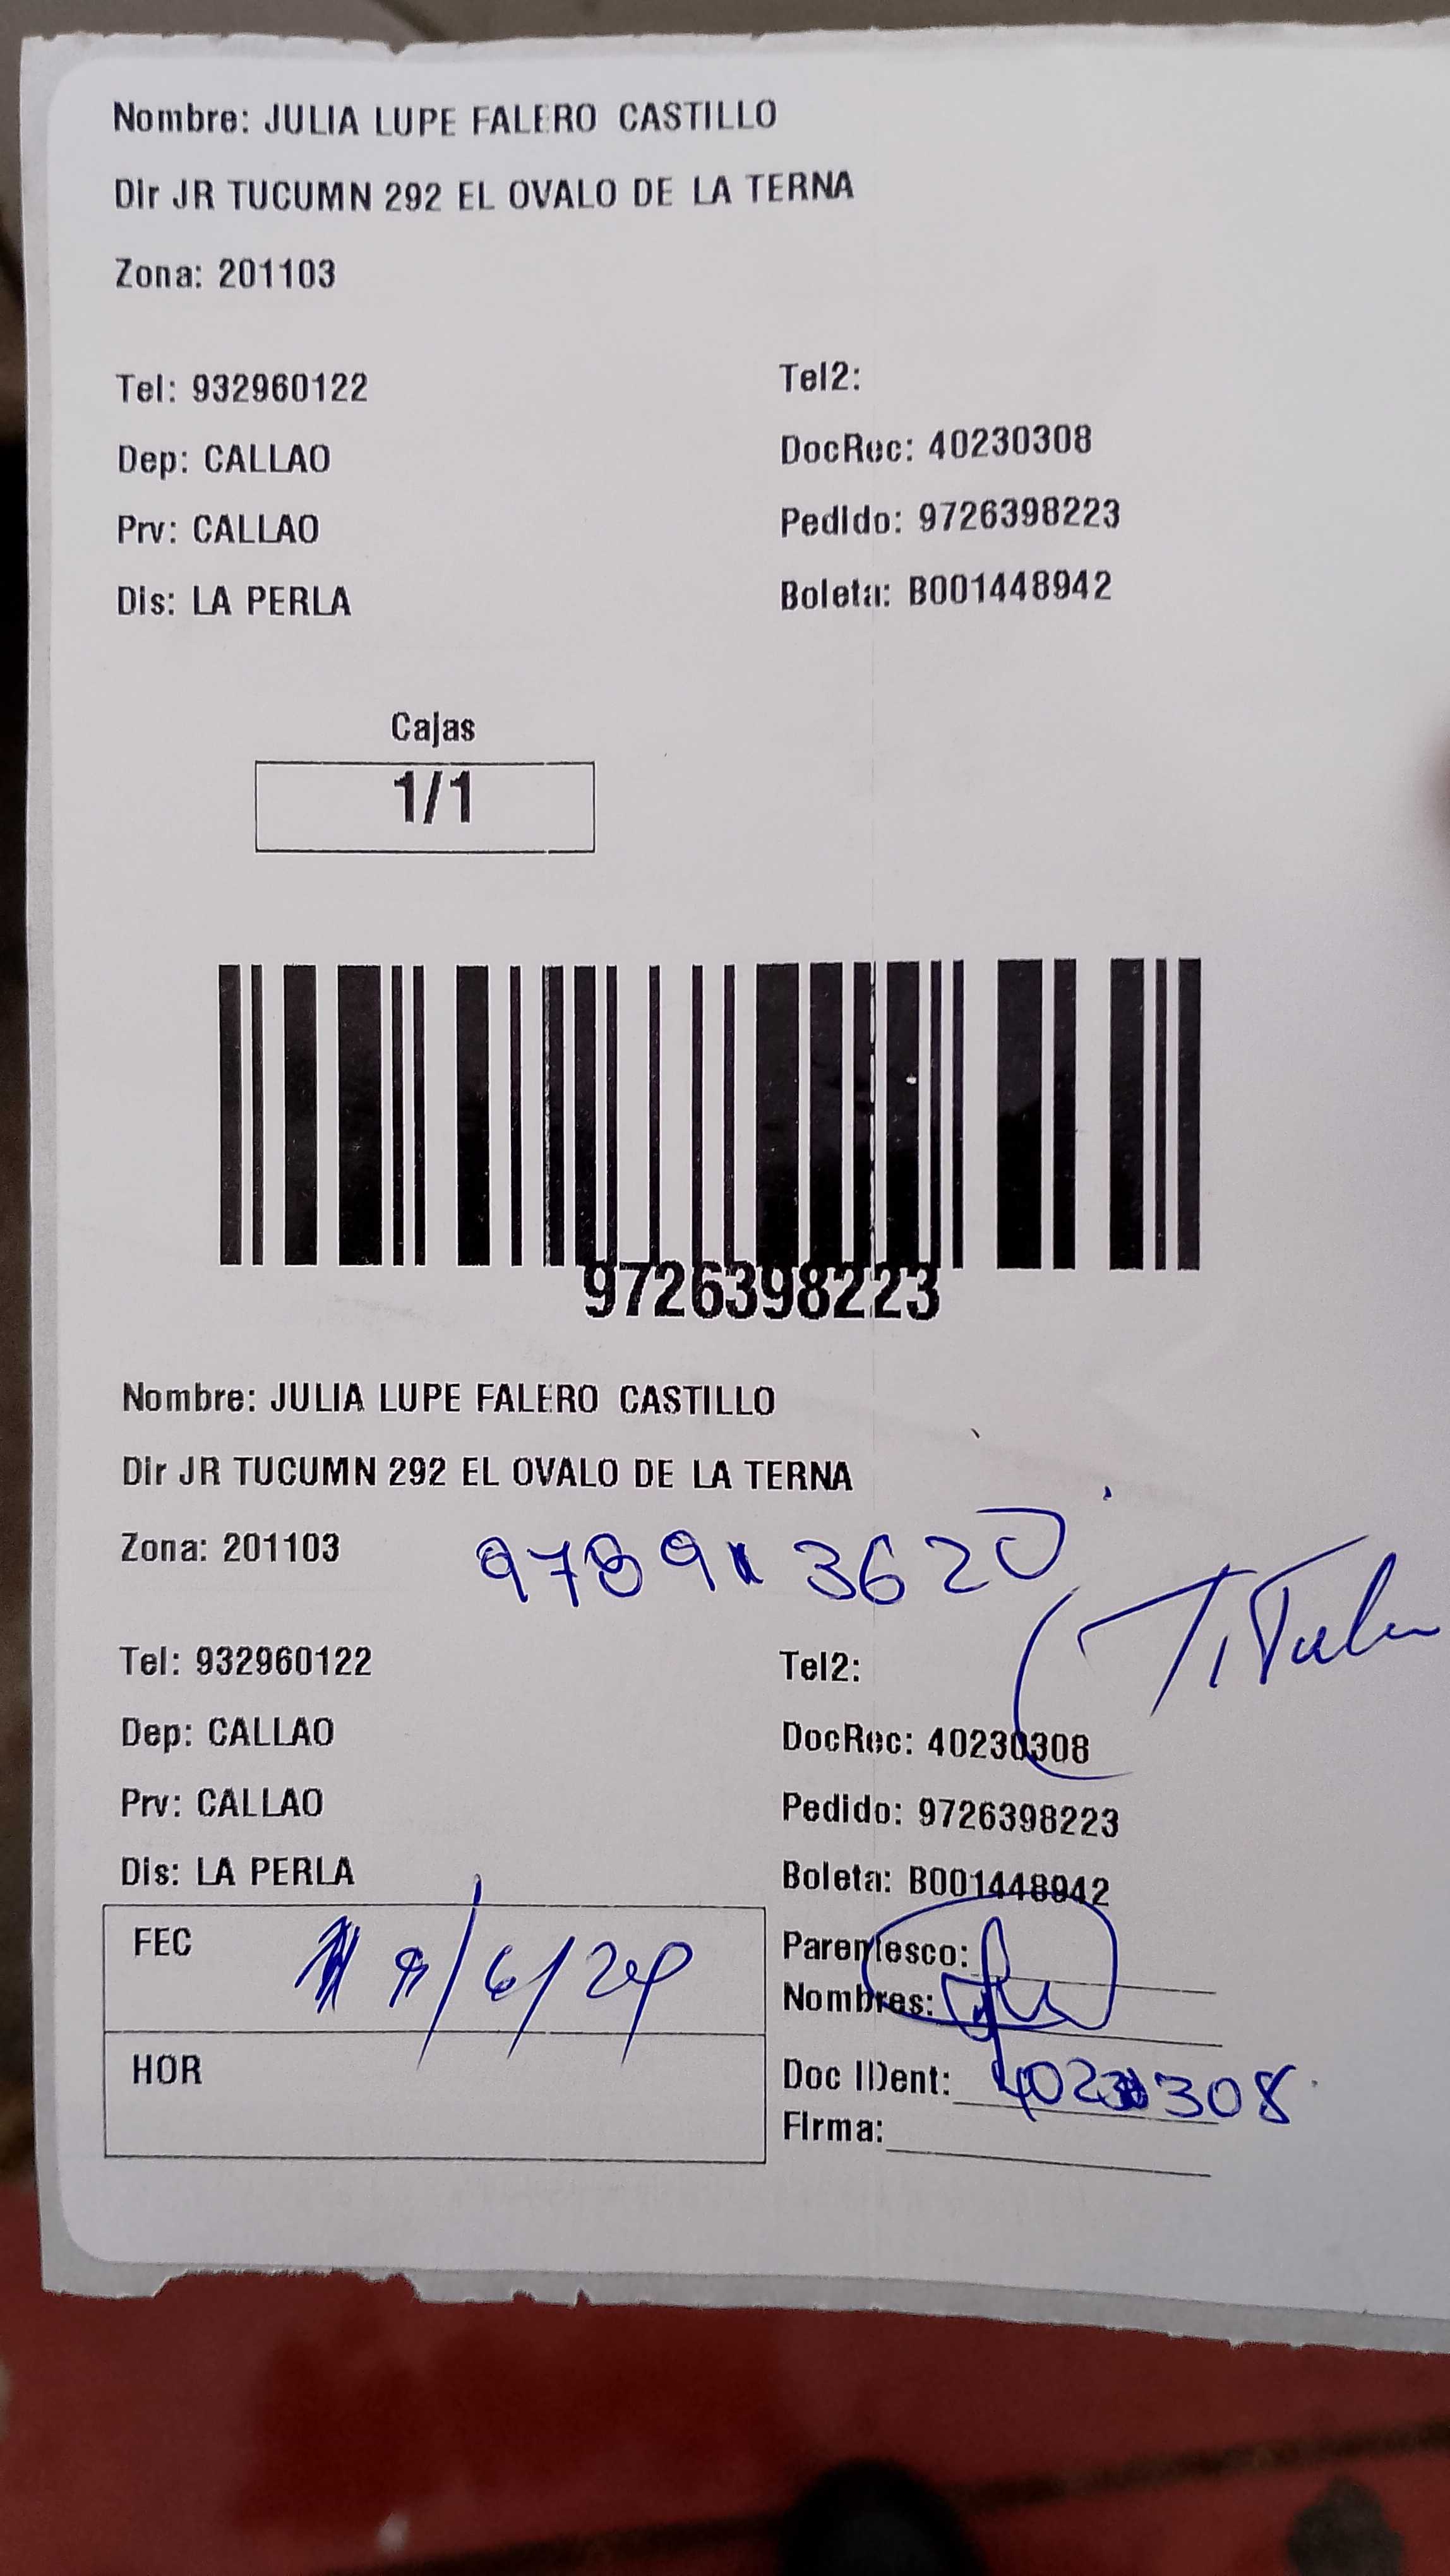 Nombre: JULIA LUPE FALERO CASTILLO
Dir JR TUCUMN 292 EL OVALO DE LA TERNA
Zona: 201103
Tel: 932960122
Tel2:
Dep: CALLAO
DocRec: 40230308
Prv: CALLAO
Pedido: 9726398223
Dis: LA PERLA
Boleta: B001448942
Cajas
1/1
9726398223
Nombre: JULIA LUPE FALERO CASTILLO
Dir JR TUCUMN 292 EL OVALO DE LA TERNA
Zona: 201103
Titular
Tel: 932960122
Tel2:
Dep: CALLAO
DocRec: 40230308
Prv: CALLAO
Pedido: 9726398223
Dis: LA PERLA
Boleta: B001448942
FEC
Parentesco:
Nombres:
HOR
Doc IDent: 40230308
Firma: